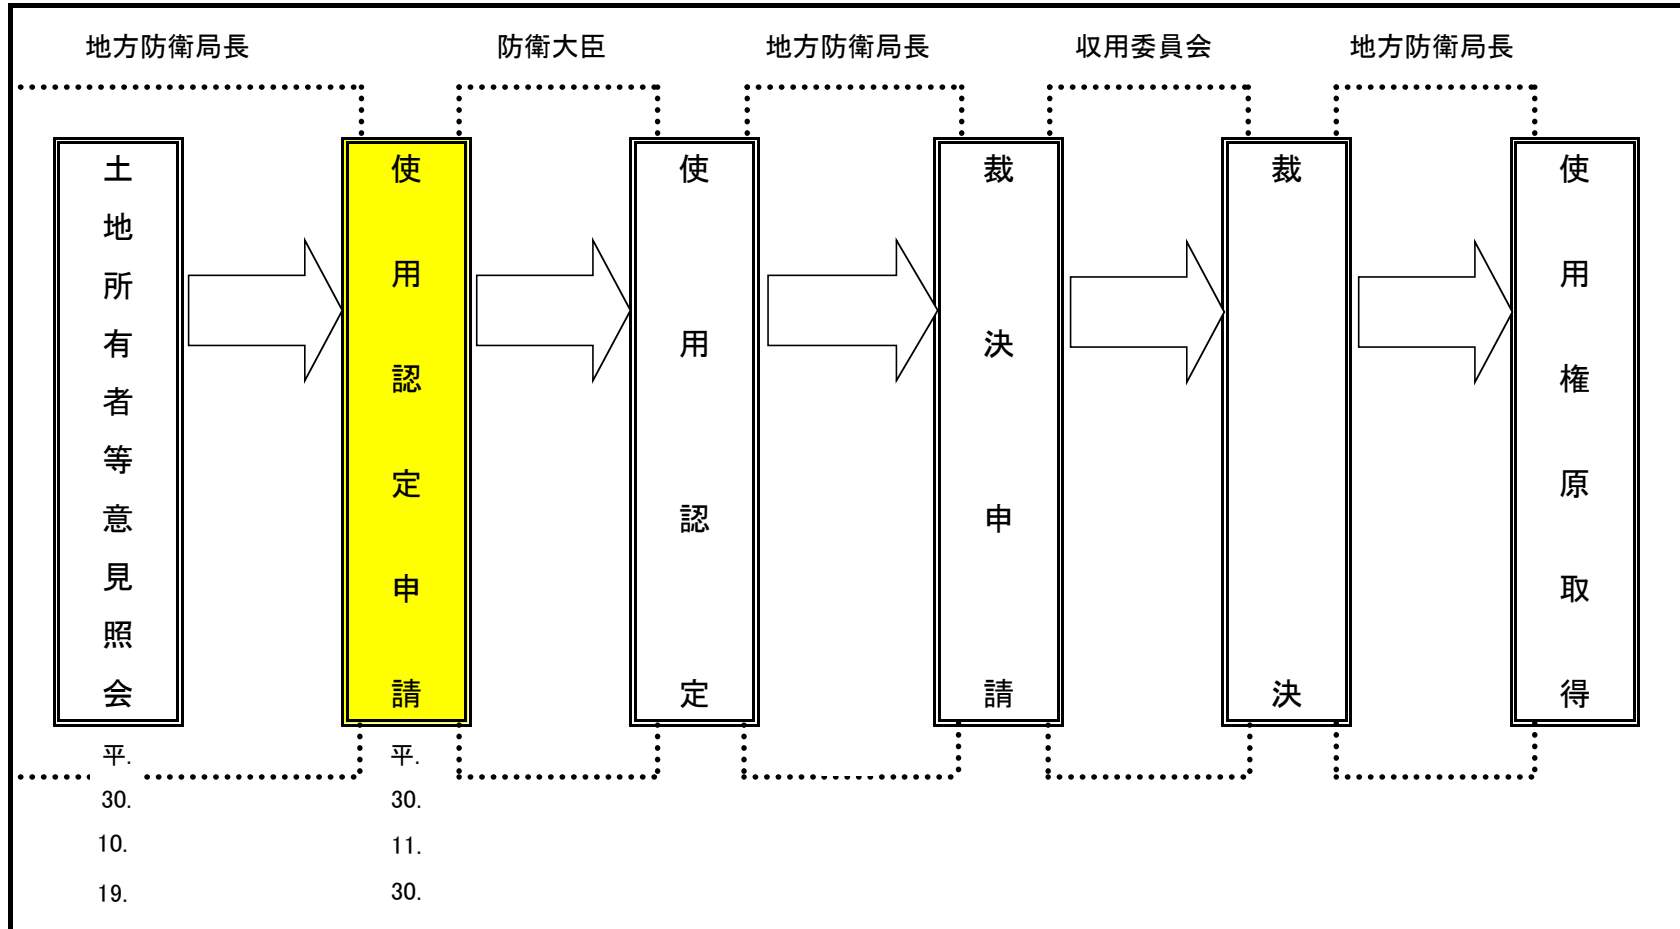 地方防衛局長
防衛大臣
地方防衛局長
収用委員会
地方防衛局長
土地所有者等意見照会
使用認定申請
使用認定
裁決申請
裁決
使用権原取得
平.
30.
10.
19.
平.
30.
11.
30.